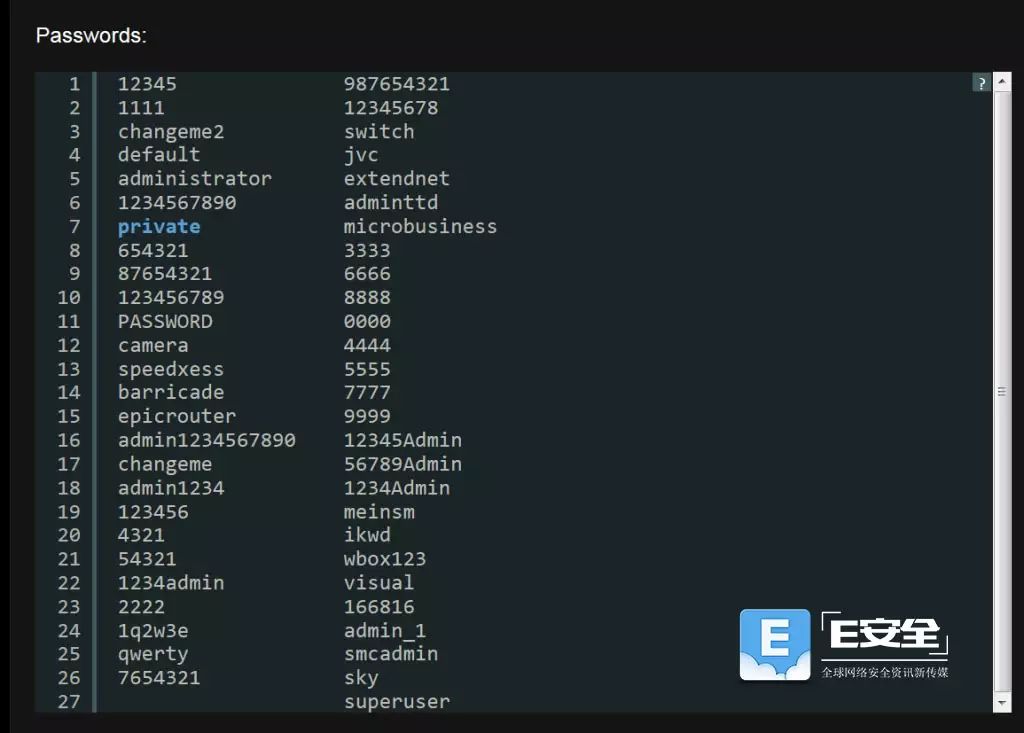 Passwords:
1 12345 987654321
2 1111 12345678
3 changeme2 switch
4 default jvc
5 administrator extendnet
6 1234567890 adminttd
7 private microbusiness
8 654321 3333
9 87654321 6666
10 123456789 8888
11 PASSWORD 0000
12 camera 4444
13 speedxess 5555
14 barricade 7777
15 epicrouter 9999
16 admin1234567890 12345Admin
17 changeme 56789Admin
18 admin1234 1234Admin
19 123456 meinsm
20 4321 ikwd
21 54321 wbox123
22 1234admin visual
23 2222 166816
24 1q2w3e admin_1
25 qwerty smcadmin
26 7654321 sky
27 superuser
?
E
「E安全」
全球网络安全资讯新传媒